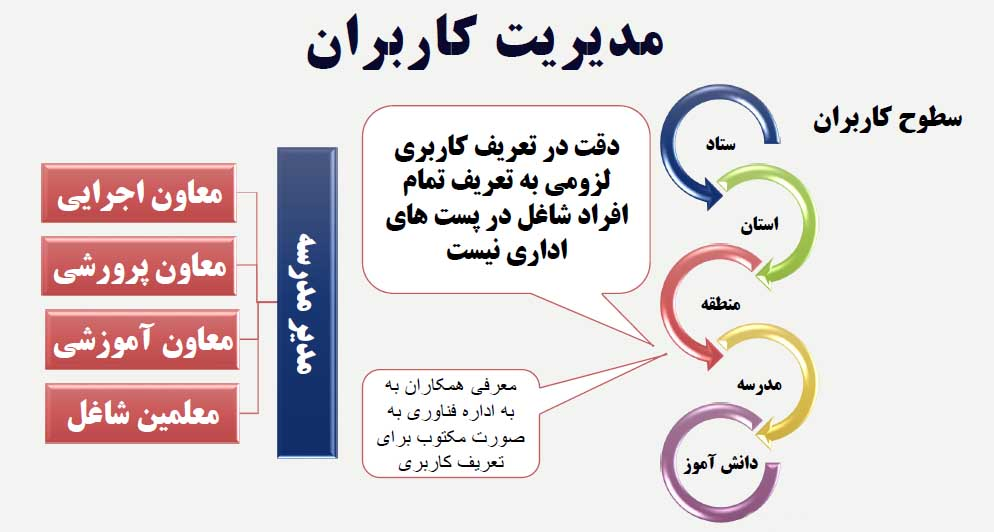 مدیریت کاربران
سطوح کاربران
ستاد
استان
منطقه
مدرسه
دانش آموز
دقت در تعریف کاربری
لزومی به تعریف تمام
افراد شاغل در پست های
اداری نیست
معرفی همکاران به
به اداره فناوری به
صورت مکتوب برای
تعریف کاربری
مدیر مدرسه
معاون اجرایی
معاون پرورشی
معاون آموزشی
معلمین شاغل